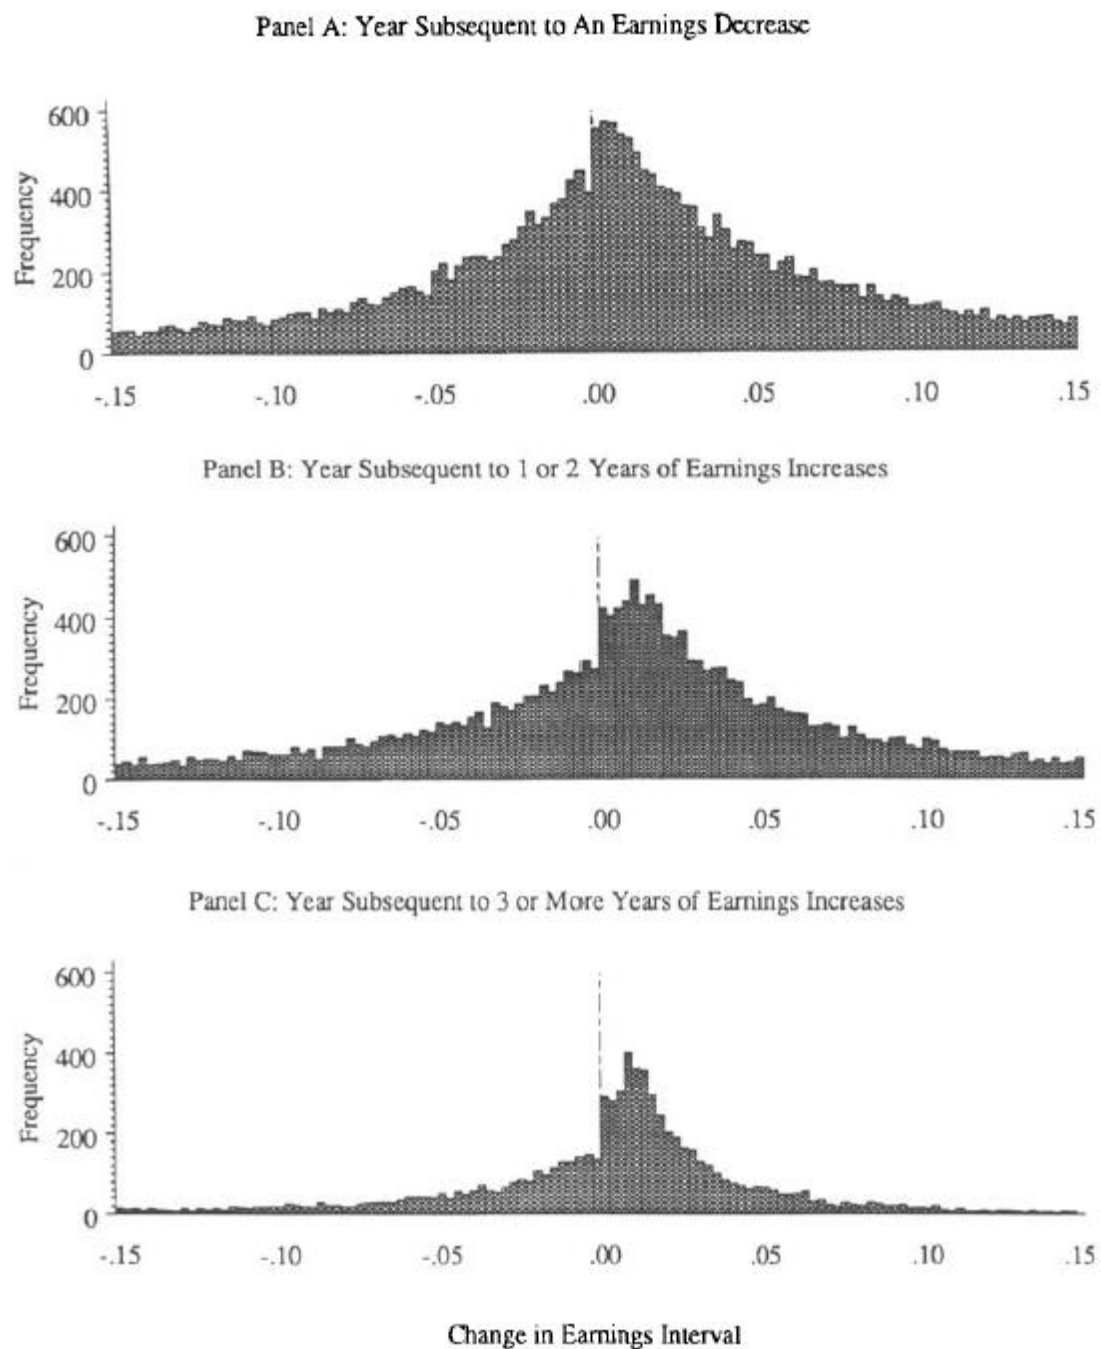 Panel A: Year Subsequent to An Earnings Decrease
600
400
200
0
Frequency
-.15 -.10 -.05 .00 .05 .10 .15
Panel B: Year Subsequent to 1 or 2 Years of Earnings Increases
600
400
200
0
Frequency
-.15 -.10 -.05 .00 .05 .10 .15
Panel C: Year Subsequent to 3 or More Years of Earnings Increases
600
400
200
0
Frequency
-.15 -.10 -.05 .00 .05 .10 .15
Change in Earnings Interval